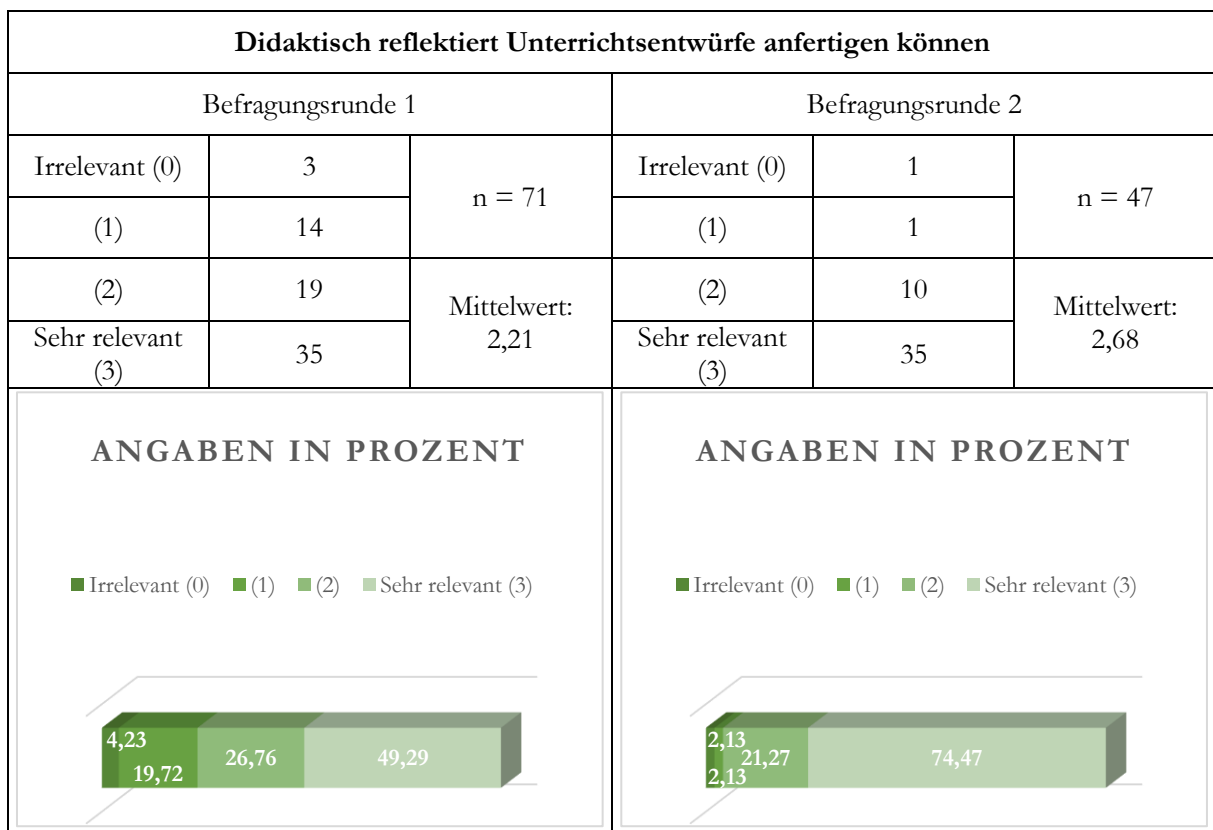 Didaktisch reflektiert Unterrichtsentwürfe anfertigen können
Befragungsrunde 1
Befragungsrunde 2
Irrelevant (0)
3
n = 71
Irrelevant (0)
1
n = 47
(1)
14
(1)
1
(2)
19
Mittelwert:
2,21
(2)
10
Mittelwert:
2,68
Sehr relevant
(3)
35
Sehr relevant
(3)
35
ANGABEN IN PROZENT
Irrelevant (0) (1) (2) Sehr relevant (3)
4,23
19,72
26,76
49,29
ANGABEN IN PROZENT
Irrelevant (0) (1) (2) Sehr relevant (3)
2,13
2,13
21,27
74,47